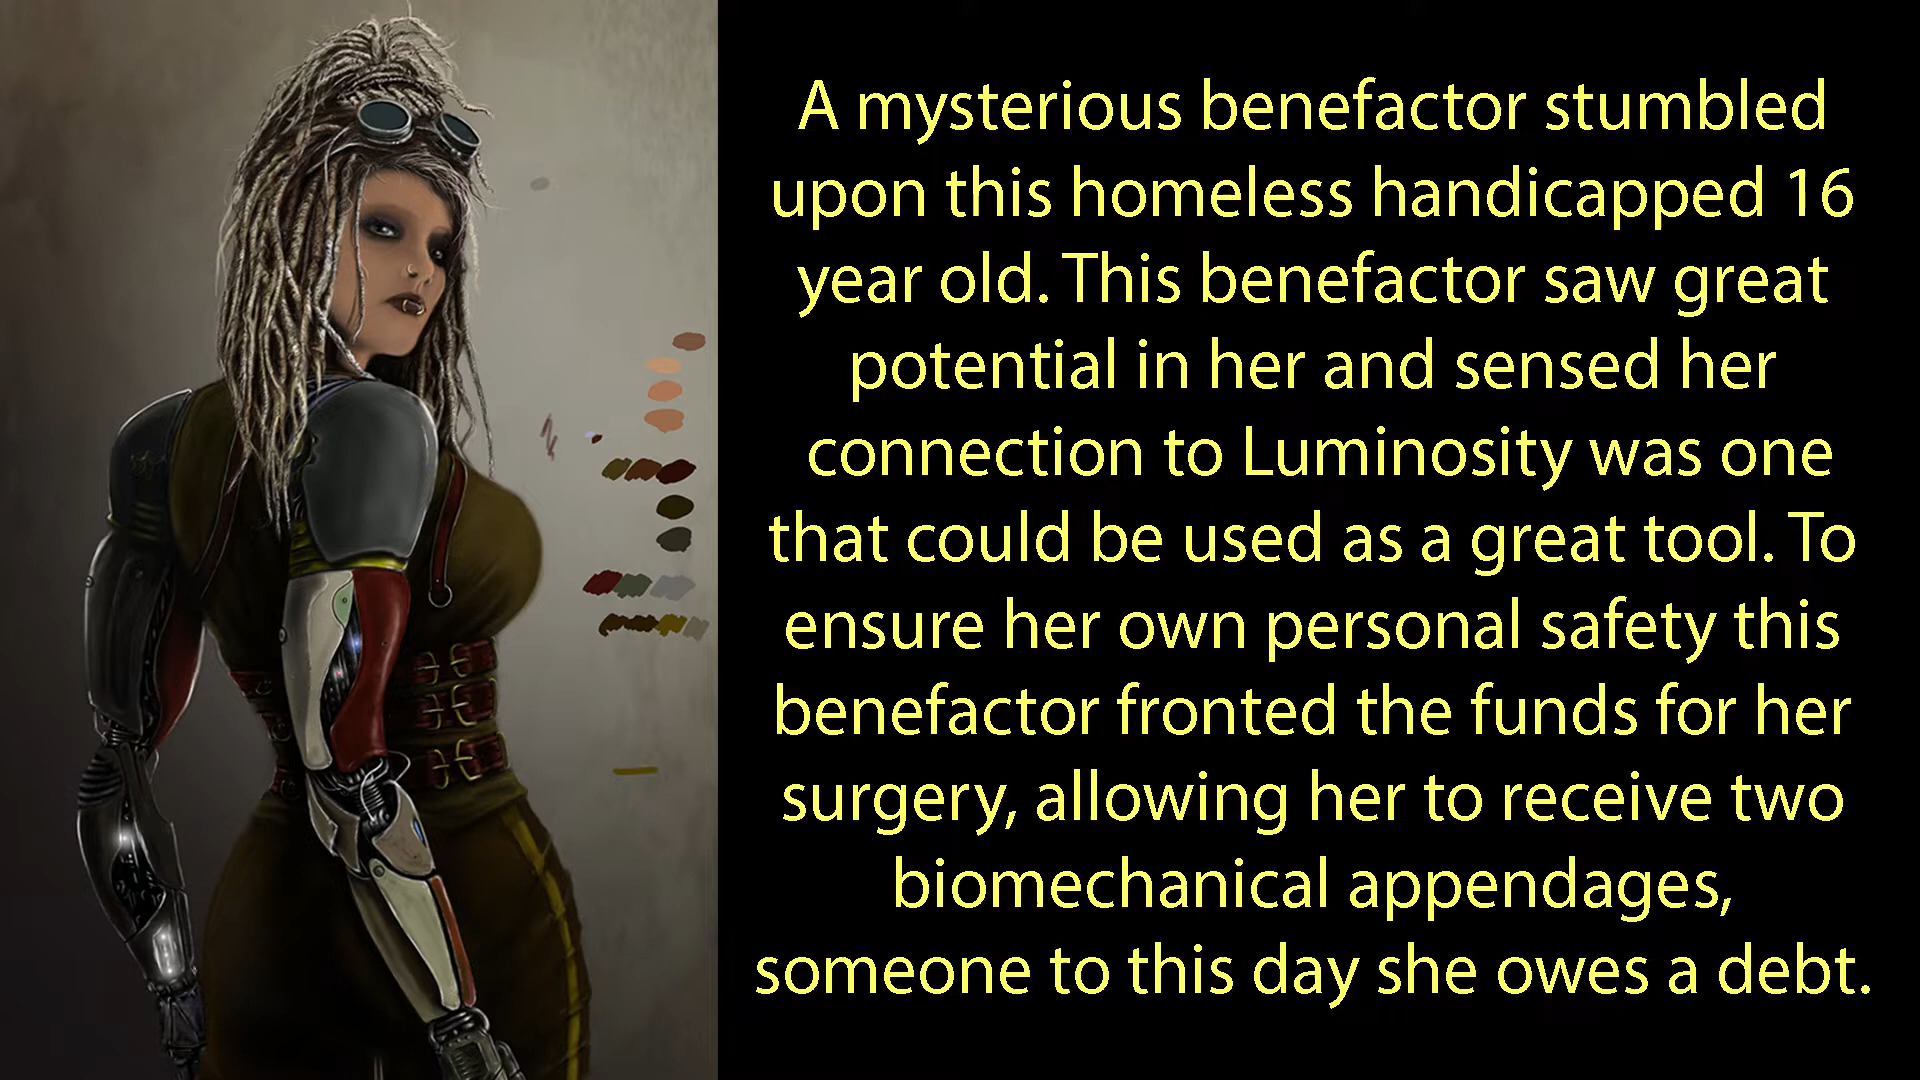 A mysterious benefactor stumbled
upon this homeless handicapped 16
year old. This benefactor saw great
potential in her and sensed her
connection to Luminosity was one
that could be used as a great tool. To
ensure her own personal safety this
benefactor fronted the funds for her
surgery, allowing her to receive two
biomechanical appendages,
someone to this day she owes a debt.